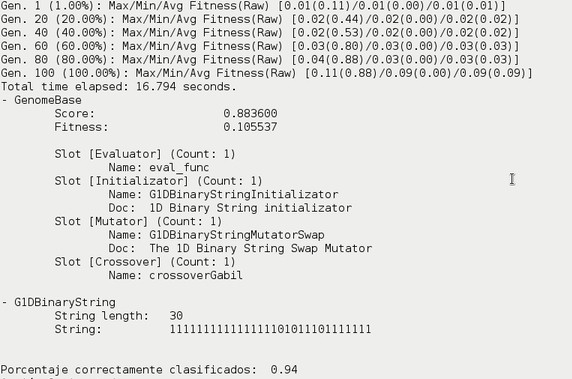 Gen. 1 (1.00%): Max/Min/Avg Fitness(Raw) [0.01(0.11)/0.01(0.00)/0.01(0.01)]
Gen. 20 (20.00%): Max/Min/Avg Fitness(Raw) [0.02(0.44)/0.02(0.00)/0.02(0.02)]
Gen. 40 (40.00%): Max/Min/Avg Fitness(Raw) [0.02(0.53)/0.02(0.00)/0.02(0.02)]
Gen. 60 (60.00%): Max/Min/Avg Fitness(Raw) [0.03(0.80)/0.03(0.00)/0.03(0.03)]
Gen. 80 (80.00%): Max/Min/Avg Fitness(Raw) [0.04(0.88)/0.03(0.00)/0.03(0.03)]
Gen. 100 (100.00%): Max/Min/Avg Fitness(Raw) [0.11(0.88)/0.09(0.00)/0.09(0.09)]
Total time elapsed: 16.794 seconds.
- GenomeBase
Score: 0.883600
Fitness: 0.105537
Slot [Evaluator] (Count: 1)
Name: eval_func
Slot [Initializator] (Count: 1)
Name: G1DBinaryStringInitializator
Doc: 1D Binary String initializator
Slot [Mutator] (Count: 1)
Name: G1DBinaryStringMutatorSwap
Doc: The 1D Binary String Swap Mutator
Slot [Crossover] (Count: 1)
Name: crossoverGabil
- G1DBinaryString
String length: 30
String: 111111111111111101011101111111
Porcentaje correctamente clasificados: 0.94